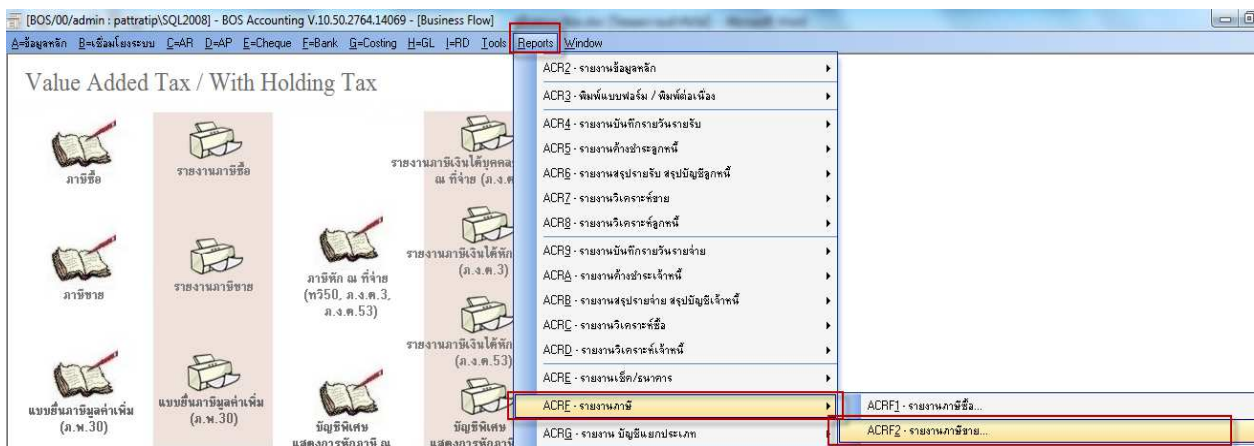 [BOS/00/admin : pattratip\SQL2008] - BOS Accounting V.10.50.2764.14069 - [Business Flow]
A=ข้อมูลหลัก B=เชื่อมโยงระบบ C=AR D=AP E=Cheque F=Bank G=Costing H=GL I=RD Tools Reports Window
Value Added Tax / With Holding Tax
ภาษีซื้อ
รายงานภาษีซื้อ
รายงานภาษีเงินได้บุคคล
ณ ที่จ่าย (ภ.ง.ด
ภาษีขาย
รายงานภาษีขาย
ภาษีหัก ณ ที่จ่าย
(ทวิ50, ภ.ง.ด.3,
ภ.ง.ด.53)
รายงานภาษีเงินได้หัก
(ภ.ง.ด.3)
รายงานภาษีเงินได้หัก
(ภ.ง.ด.53)
แบบยื่นภาษีมูลค่าเพิ่ม
(ภ.พ.30)
แบบยื่นภาษีมูลค่าเพิ่ม
(ภ.พ.30)
บัญชีพิเศษ
แสดงการหักภาษี ณ
บัญชีพิเศษ
แสดงการหักภาษี
ACR2 - รายงานข้อมูลหลัก
ACR3 - พิมพ์แบบฟอร์ม / พิมพ์ต่อเนื่อง
ACR4 - รายงานบันทึกรายวันรายรับ
ACR5 - รายงานค้างชำระลูกหนี้
ACR6 - รายงานสรุปรายรับ สรุปบัญชีลูกหนี้
ACR7 - รายงานวิเคราะห์ขาย
ACR8 - รายงานวิเคราะห์ลูกหนี้
ACR9 - รายงานบันทึกรายวันรายจ่าย
ACRA - รายงานค้างชำระเจ้าหนี้
ACRB - รายงานสรุปรายจ่าย สรุปบัญชีเจ้าหนี้
ACRC - รายงานวิเคราะห์ซื้อ
ACRD - รายงานวิเคราะห์เจ้าหนี้
ACRE - รายงานเช็ค/ธนาคาร
ACRF - รายงานภาษี
ACRG - รายงาน บัญชีแยกประเภท
ACRF1 - รายงานภาษีซื้อ...
ACRF2 - รายงานภาษีขาย...